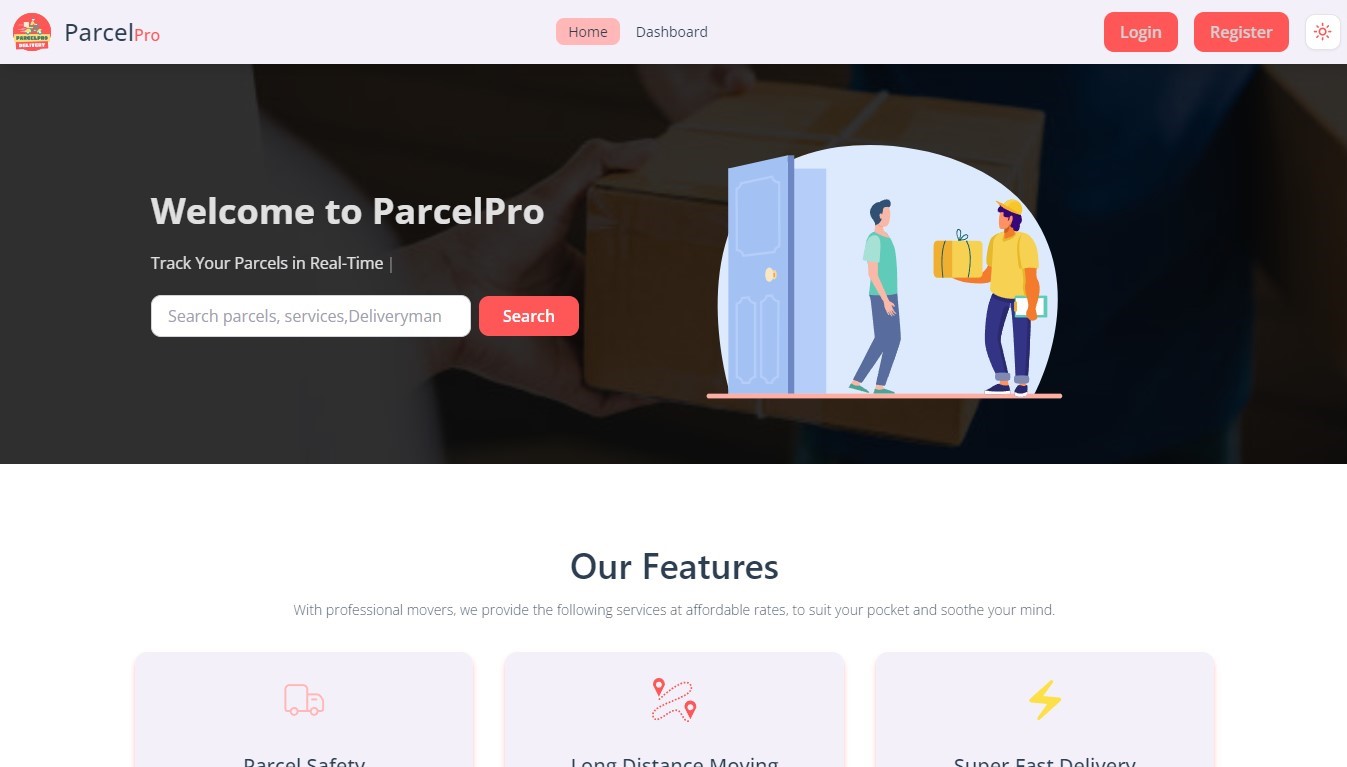 PARCELPRO
DELIVERY
ParcelPro
Home
Dashboard
Login
Register
Welcome to ParcelPro
Track Your Parcels in Real-Time |
Search parcels, services,Deliveryman
Search
Our Features
With professional movers, we provide the following services at affordable rates, to suit your pocket and soothe your mind.
Parcel Safety
Long Distance Moving
Super Fast Delivery